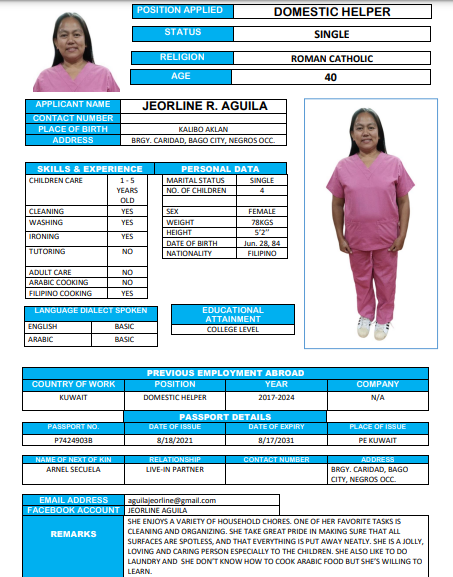 POSITION APPLIED DOMESTIC HELPER
STATUS SINGLE
RELIGION ROMAN CATHOLIC
AGE 40
APPLICANT NAME JEORLINE R. AGUILA
CONTACT NUMBER
PLACE OF BIRTH KALIBO AKLAN
ADDRESS BRGY. CARIDAD, BAGO CITY, NEGROS OCC.
SKILLS & EXPERIENCE
CHILDREN CARE 1 - 5
YEARS
OLD
CLEANING YES
WASHING YES
IRONING YES
TUTORING NO
ADULT CARE NO
ARABIC COOKING NO
FILIPINO COOKING YES
PERSONAL DATA
MARITAL STATUS SINGLE
NO. OF CHILDREN 4
SEX FEMALE
WEIGHT 78KGS
HEIGHT 5'2''
DATE OF BIRTH Jun. 28, 84
NATIONALITY FILIPINO
LANGUAGE DIALECT SPOKEN
ENGLISH BASIC
ARABIC BASIC
EDUCATIONAL
ATTAINMENT
COLLEGE LEVEL
PREVIOUS EMPLOYMENT ABROAD
COUNTRY OF WORK POSITION YEAR COMPANY
KUWAIT DOMESTIC HELPER 2017-2024 N/A
PASSPORT DETAILS
PASSPORT NO. DATE OF ISSUE DATE OF EXPIRY PLACE OF ISSUE
P7424903B 8/18/2021 8/17/2031 PE KUWAIT
NAME OF NEXT OF KIN RELATIONSHIP CONTACT NUMBER ADDRESS
ARNEL SECUELA LIVE-IN PARTNER BRGY. CARIDAD, BAGO
CITY, NEGROS OCC.
EMAIL ADDRESS aguilajeorline@gmail.com
FACEBOOK ACCOUNT JEORLINE AGUILA
REMARKS
SHE ENJOYS A VARIETY OF HOUSEHOLD CHORES. ONE OF HER FAVORITE TASKS IS
CLEANING AND ORGANIZING. SHE TAKE GREAT PRIDE IN MAKING SURE THAT ALL
SURFACES ARE SPOTLESS, AND THAT EVERYTHING IS PUT AWAY NEATLY. SHE IS A JOLLY,
LOVING AND CARING PERSON ESPECIALLY TO THE CHILDREN. SHE ALSO LIKE TO DO
LAUNDRY AND SHE DON'T KNOW HOW TO COOK ARABIC FOOD BUT SHE'S WILLING TO
LEARN.